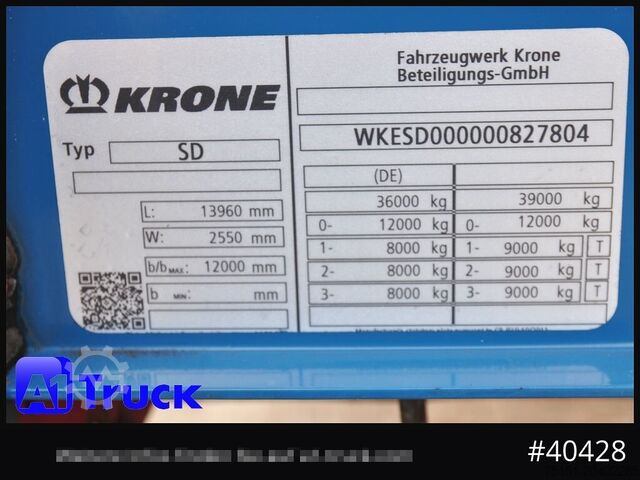 KRONE
Typ SD
L: 13960 mm
W: 2550 mm
b/b MAX: 12000 mm
b MIN: mm
Fahrzeugwerk Krone
Beteiligungs-GmbH
WKESD000000827804
(DE)
36000 kg 39000 kg
0- 12000 kg 0- 12000 kg
1- 8000 kg 1- 9000 kg T
2- 8000 kg 2- 9000 kg T
3- 8000 kg 3- 9000 kg T
A1 Truck
#40428